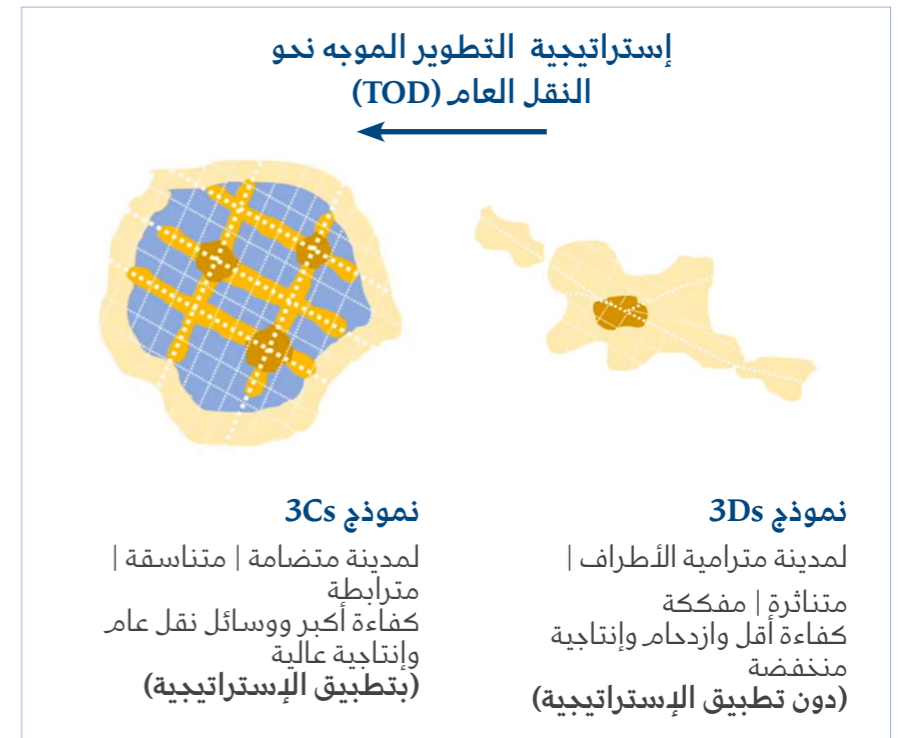 إستراتيجية التطوير الموجه نحو
النقل العام (TOD)
نموذج 3Ds
لمدينة مترامية الأطراف |
متناثرة | مفككة
كفاءة أقل وازدحام وإنتاجية
منخفضة
(دون تطبيق الإستراتيجية)
نموذج 3Cs
لمدينة متضامة | متناسقة |
مترابطة
كفاءة أكبر ووسائل نقل عام
وإنتاجية عالية
(بتطبيق الإستراتيجية)